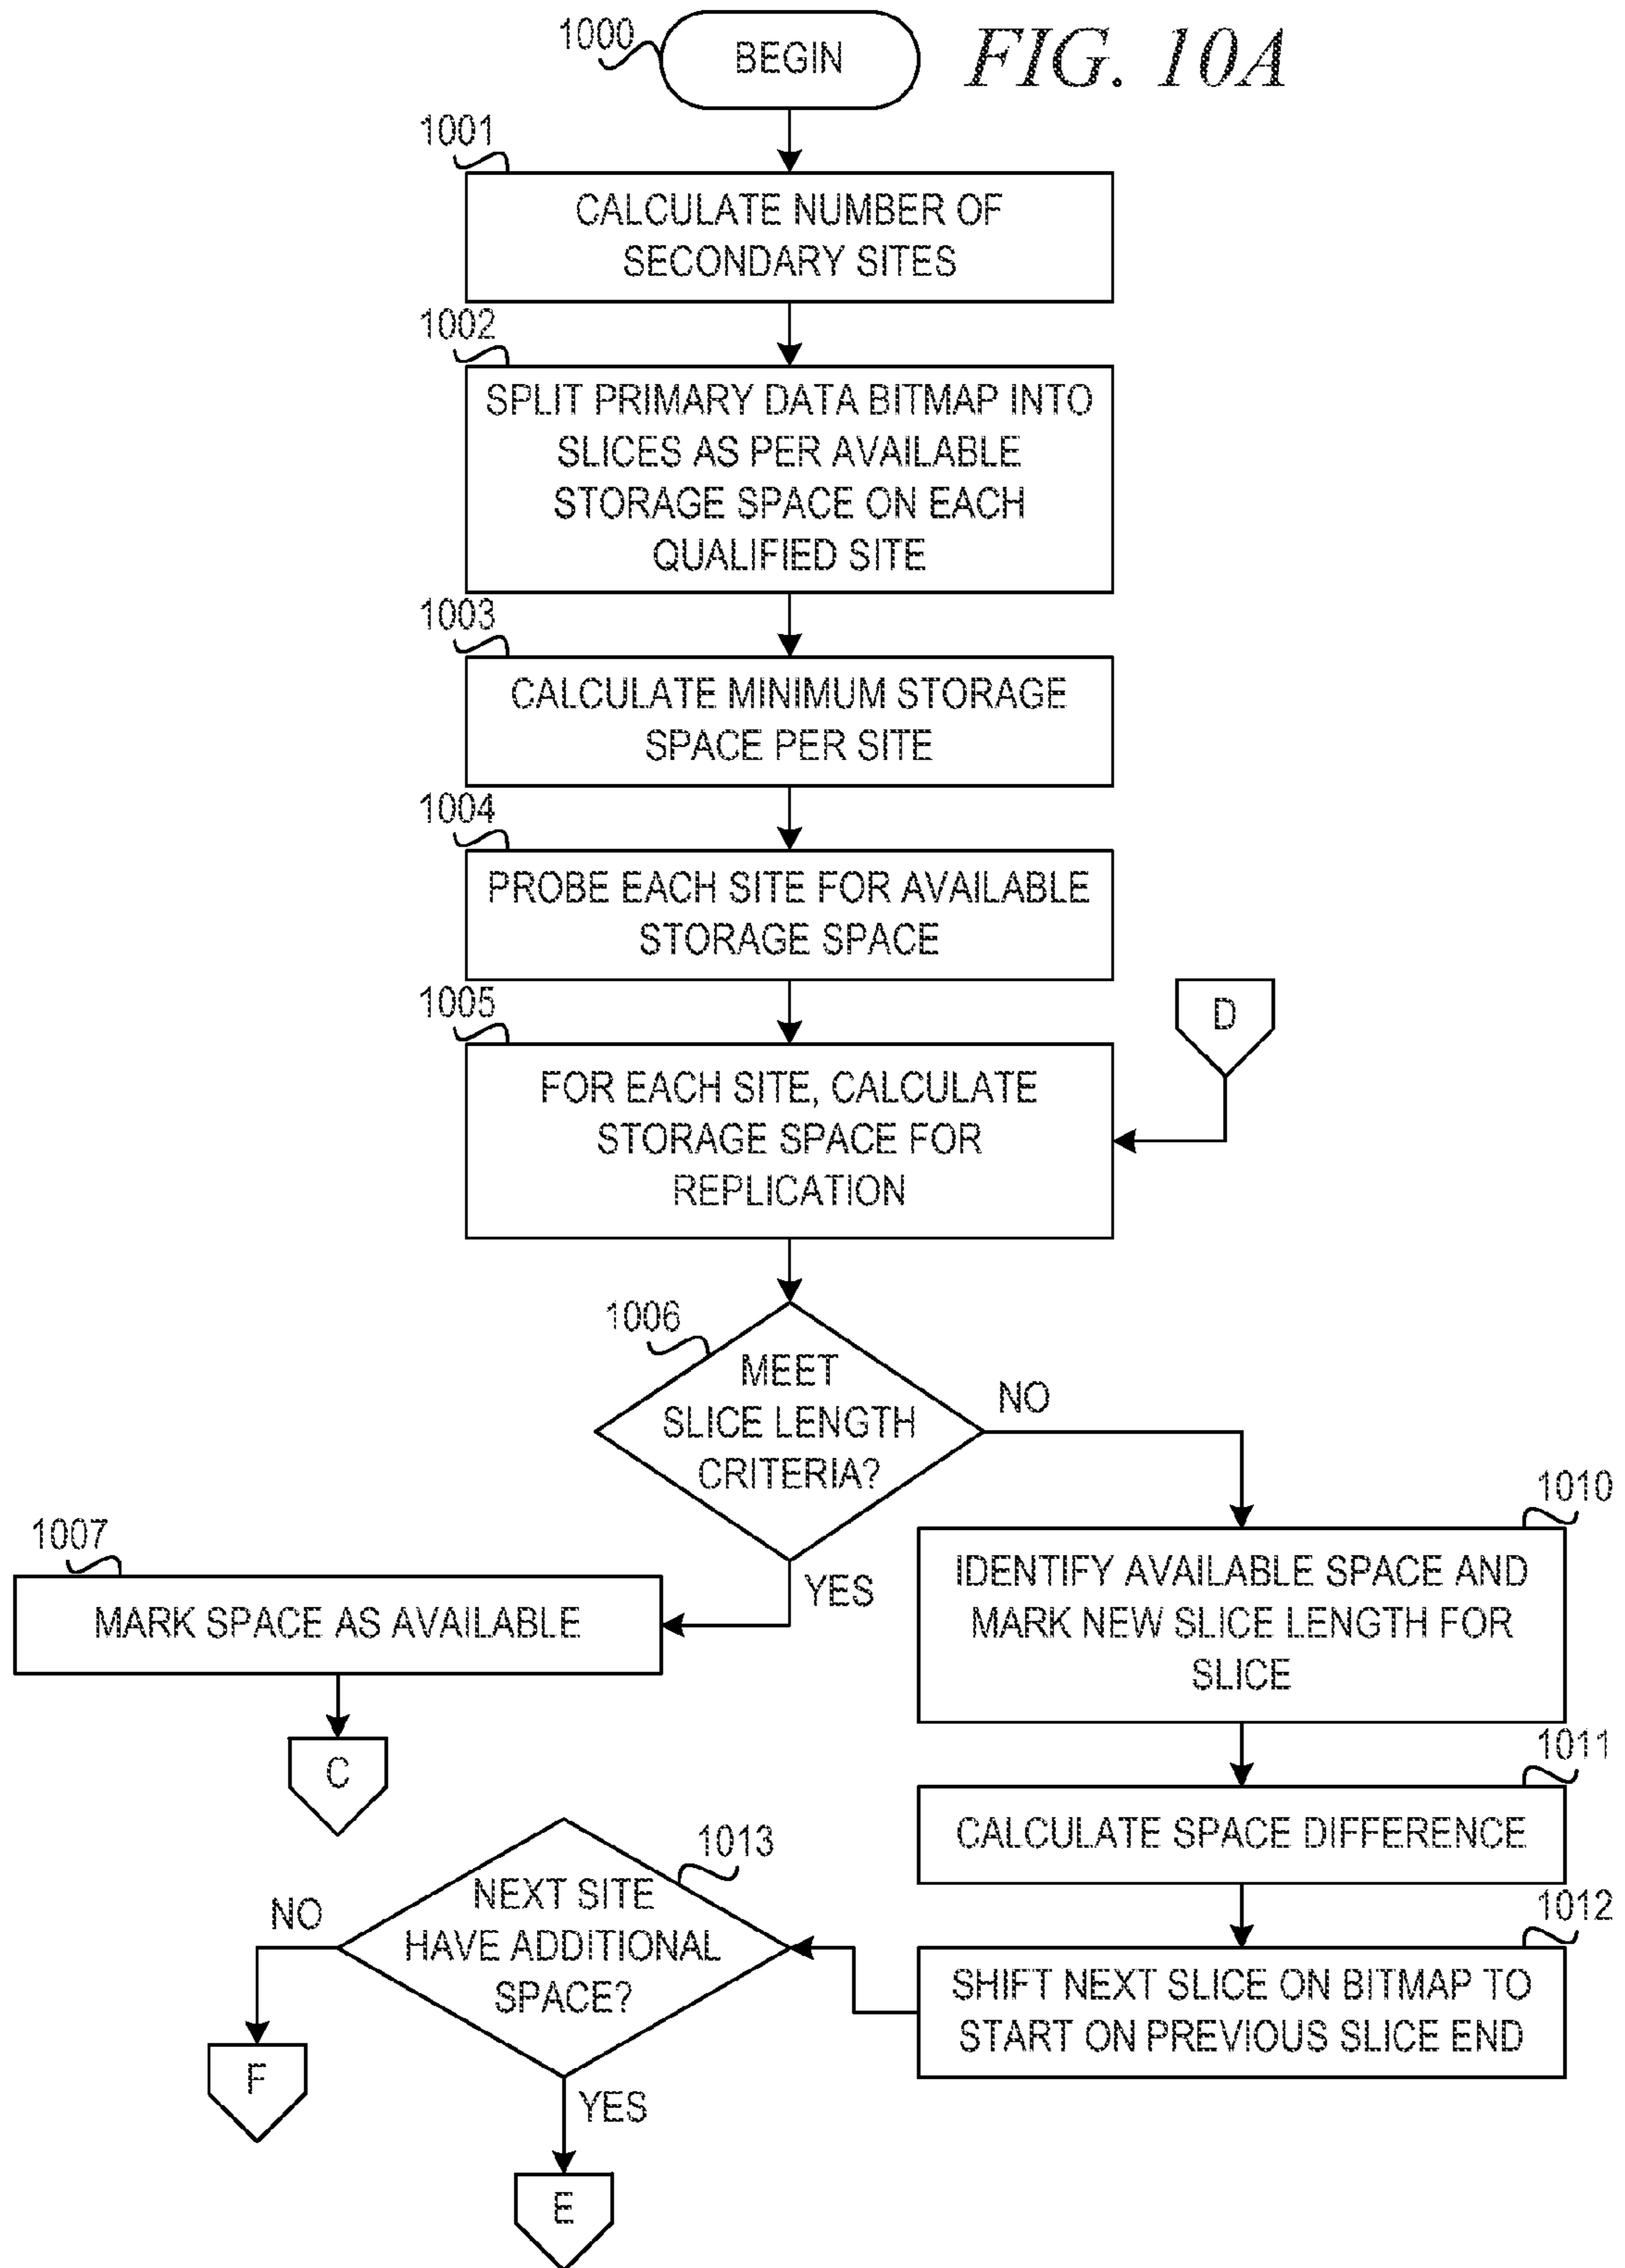 1000
BEGIN
FIG. 10A
1001
CALCULATE NUMBER OF
SECONDARY SITES
1002
SPLIT PRIMARY DATA BITMAP INTO
SLICES AS PER AVAILABLE
STORAGE SPACE ON EACH
QUALIFIED SITE
1003
CALCULATE MINIMUM STORAGE
SPACE PER SITE
1004
PROBE EACH SITE FOR AVAILABLE
STORAGE SPACE
1005
D
FOR EACH SITE, CALCULATE
STORAGE SPACE FOR
REPLICATION
1006
MEET
SLICE LENGTH
CRITERIA?
NO
YES
1007
MARK SPACE AS AVAILABLE
C
1010
IDENTIFY AVAILABLE SPACE AND
MARK NEW SLICE LENGTH FOR
SLICE
1011
CALCULATE SPACE DIFFERENCE
1012
SHIFT NEXT SLICE ON BITMAP TO
START ON PREVIOUS SLICE END
1013
NEXT SITE
HAVE ADDITIONAL
SPACE?
NO
F
YES
E